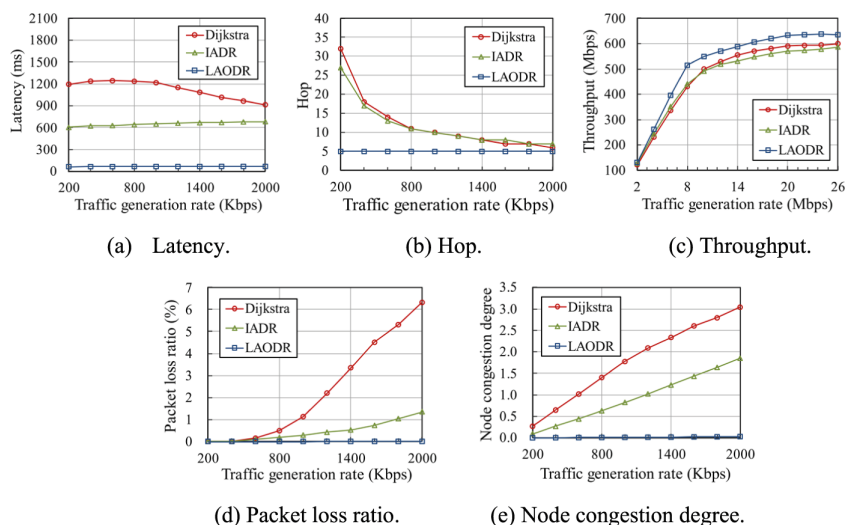 2100
1800
1500
1200
900
600
300
0
Latency (ms)
Dijkstra
IADR
LAODR
200 800 1400 2000
Traffic generation rate (Kbps)
(a) Latency.
40
35
30
25
20
15
10
5
0
Hop
Dijkstra
IADR
LAODR
200 800 1400 2000
Traffic generation rate (Kbps)
(b) Hop.
700
600
500
400
300
200
100
Throughput (Mbps)
Dijkstra
IADR
LAODR
2 8 14 20 26
Traffic generation rate (Mbps)
(c) Throughput.
7
6
5
4
3
2
1
0
Packet loss ratio (%)
Dijkstra
IADR
LAODR
200 800 1400 2000
Traffic generation rate (Kbps)
(d) Packet loss ratio.
3.5
3.0
2.5
2.0
1.5
1.0
0.5
0.0
Node congestion degree
Dijkstra
IADR
LAODR
200 800 1400 2000
Traffic generation rate (Kbps)
(e) Node congestion degree.